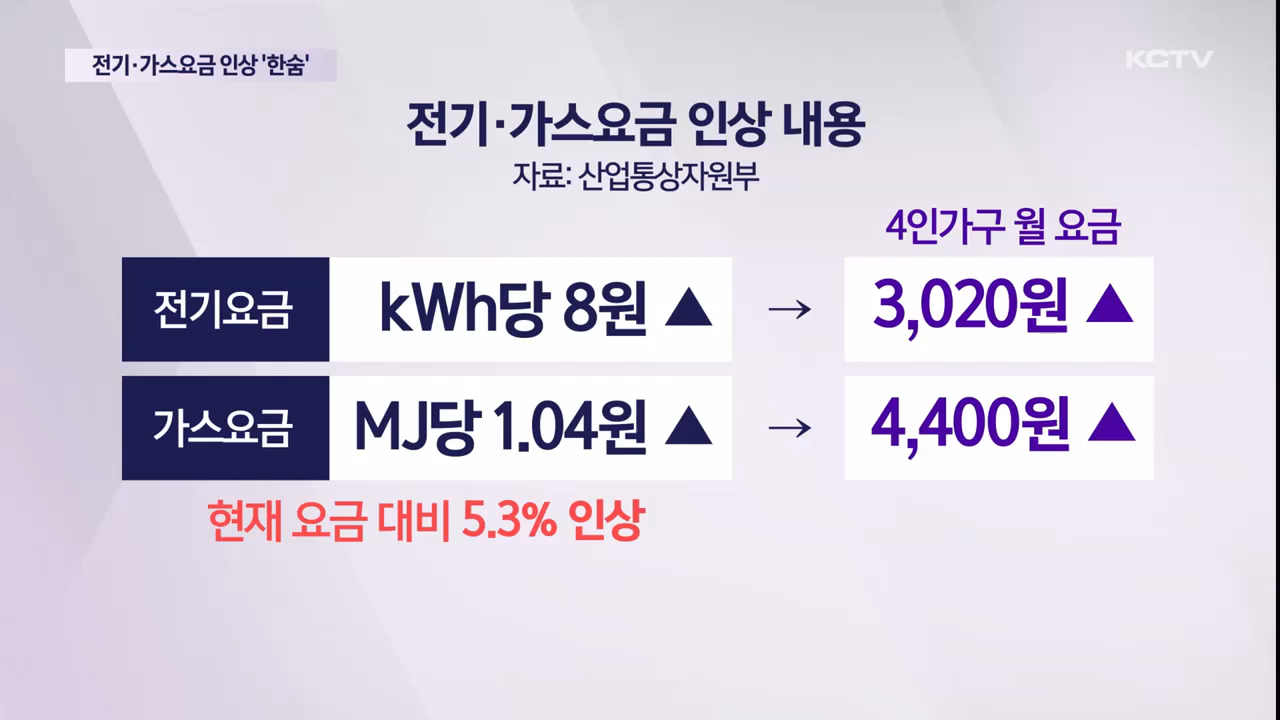 전기·가스요금 인상 '한숨'
KCTV
전기·가스요금 인상 내용
자료: 산업통상자원부
4인가구 월 요금
전기요금 kWh당 8원 ▲ → 3,020원 ▲
가스요금 MJ당 1.04원 ▲ → 4,400원 ▲
현재 요금 대비 5.3% 인상